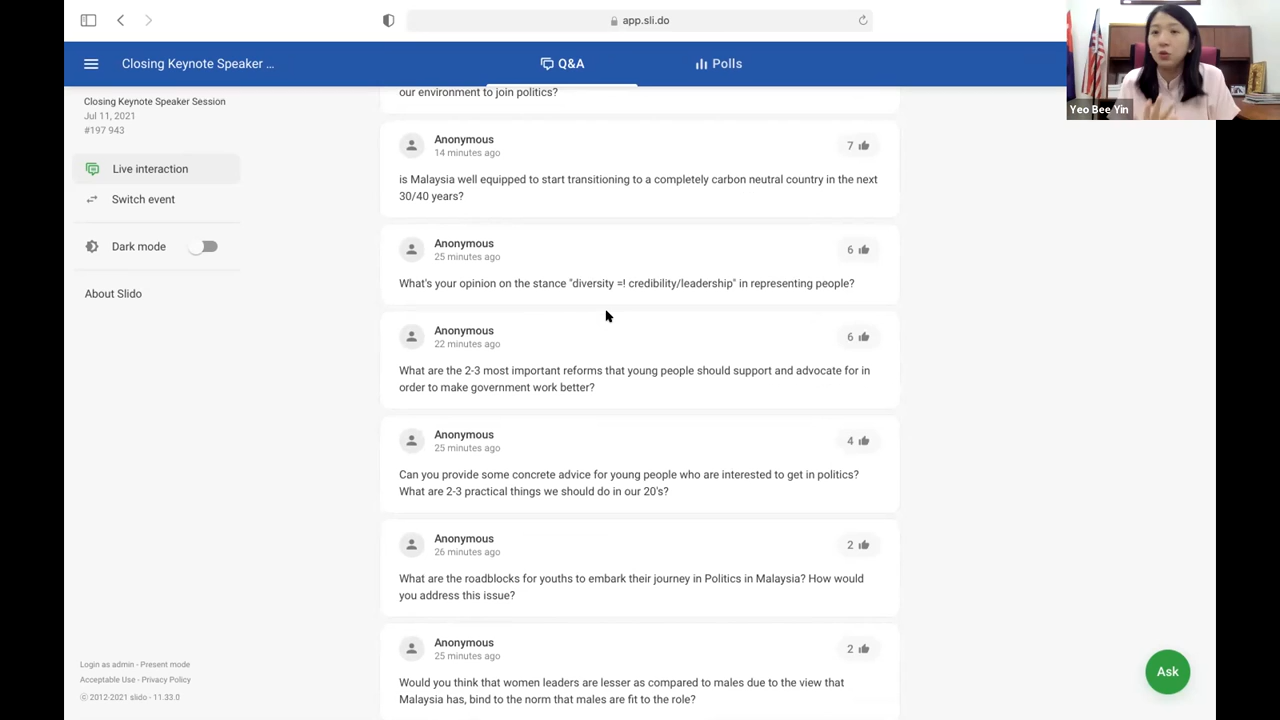 app.sli.do
Closing Keynote Speaker ...
Q&A
Polls
Yeo Bee Yin
Closing Keynote Speaker Session
Jul 11, 2021
#197 943
Live interaction
Switch event
Dark mode
About Slido
our environment to join politics?
Anonymous
14 minutes ago
7
is Malaysia well equipped to start transitioning to a completely carbon neutral country in the next
30/40 years?
Anonymous
25 minutes ago
6
What's your opinion on the stance "diversity =! credibility/leadership" in representing people?
Anonymous
22 minutes ago
6
What are the 2-3 most important reforms that young people should support and advocate for in
order to make government work better?
Anonymous
25 minutes ago
4
Can you provide some concrete advice for young people who are interested to get in politics?
What are 2-3 practical things we should do in our 20's?
Anonymous
26 minutes ago
2
What are the roadblocks for youths to embark their journey in Politics in Malaysia? How would
you address this issue?
Anonymous
25 minutes ago
2
Would you think that women leaders are lesser as compared to males due to the view that
Malaysia has, bind to the norm that males are fit to the role?
Login as admin - Present mode
Acceptable Use - Privacy Policy
© 2012-2021 slido - 11.33.0
Ask